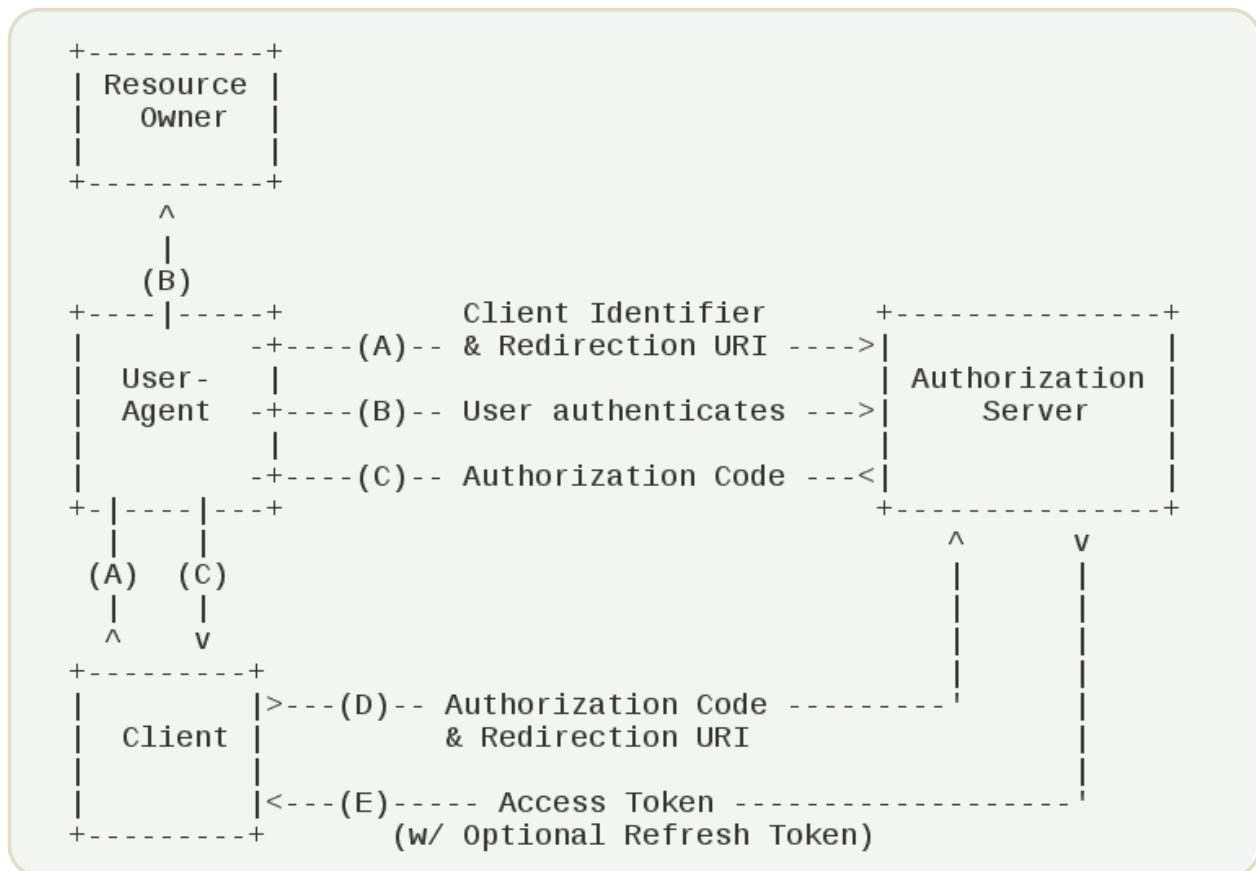 +----------+
| Resource |
|   Owner  |
|          |
+----------+
     ^
     |
    (B)
+----|-----+          Client Identifier      +---------------+
|         -+----(A)-- & Redirection URI ---->|               |
|  User-   |                                 | Authorization |
|  Agent  -+----(B)-- User authenticates --->|     Server    |
|          |                                 |               |
|         -+----(C)-- Authorization Code ---<|               |
+-|----|---+                                 +---------------+
  |    |                                         ^      v
 (A)  (C)                                        |      |
  |    |                                         |      |
  ^    v                                         |      |
+---------+                                      |      |
|         |>---(D)-- Authorization Code ---------'      |
|  Client |          & Redirection URI                  |
|         |                                             |
|         |<---(E)----- Access Token -------------------'
+---------+       (w/ Optional Refresh Token)